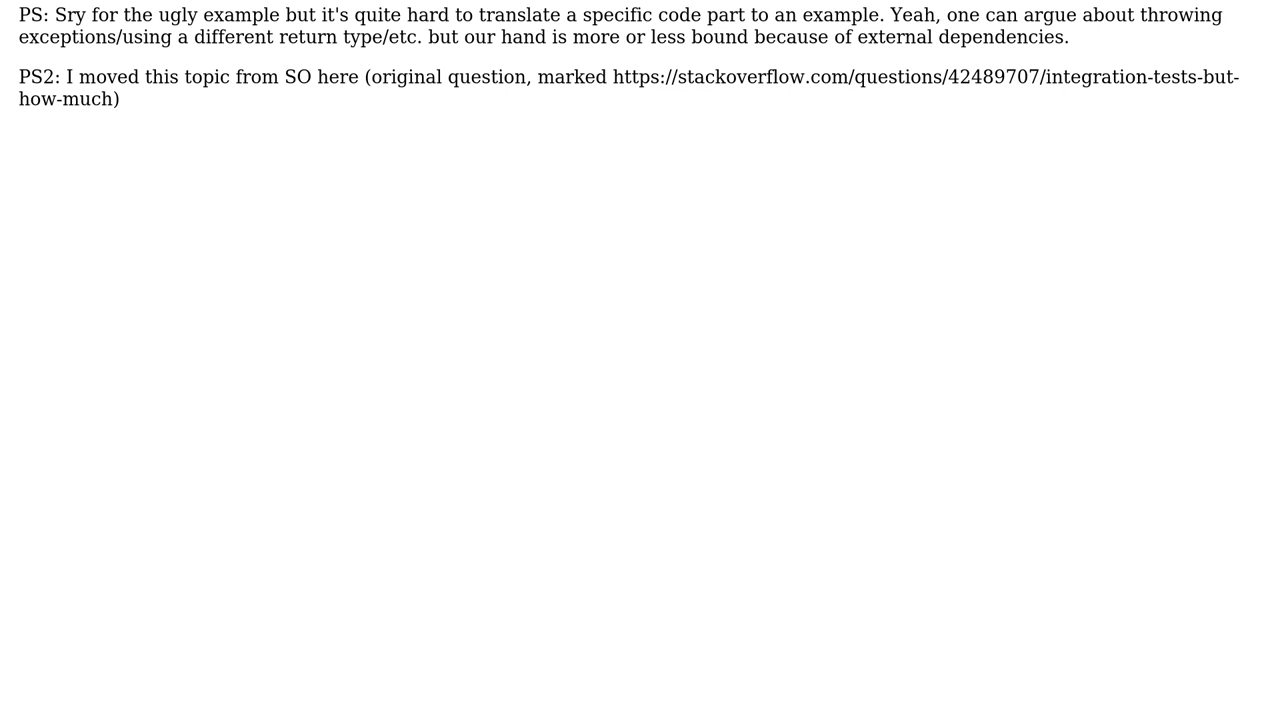 PS: Sry for the ugly example but it's quite hard to translate a specific code part to an example. Yeah, one can argue about throwing
exceptions/using a different return type/etc. but our hand is more or less bound because of external dependencies.
PS2: I moved this topic from SO here (original question, marked https://stackoverflow.com/questions/42489707/integration-tests-but-
how-much)